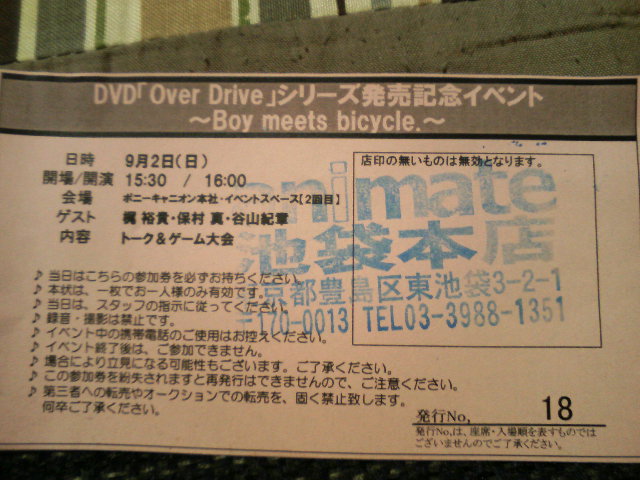 DVD「Over Drive」シリーズ発売記念イベント
～Boy meets bicycle.～
日時 9月2日(日)
開場/開演 15:30 / 16:00
会場 ポニーキャニオン本社・イベントスペース【2回目】
ゲスト 梶 裕貴・保村 真・谷山紀章
内容 トーク＆ゲーム大会
店印の無いものは無効となります。
animate
池袋本店
京都豊島区東池袋3-2-1
〒170-0013 TEL03-3988-1351
♪ 当日はこちらの参加券を必ずお持ちください。
♪ 本状は、一枚でお一人様のみ有効です。
♪ 当日は、スタッフの指示に従ってください。
♪ 録音・撮影は禁止です。
♪ イベント中の携帯電話のご使用はお控えください。
♪ イベント終了後は、ご参加できません。
♪ 場合により立見になる可能性もございます。ご了承ください。
♪ この参加券を紛失されますと再発行はできませんので、ご注意ください。
♪ 第三者への転売やオークションでの転売を、固く禁止致します。
何卒ご了承ください。
発行No, 18
発行No,は、座席・入場順を表すものでは
ございませんのでご了承ください。